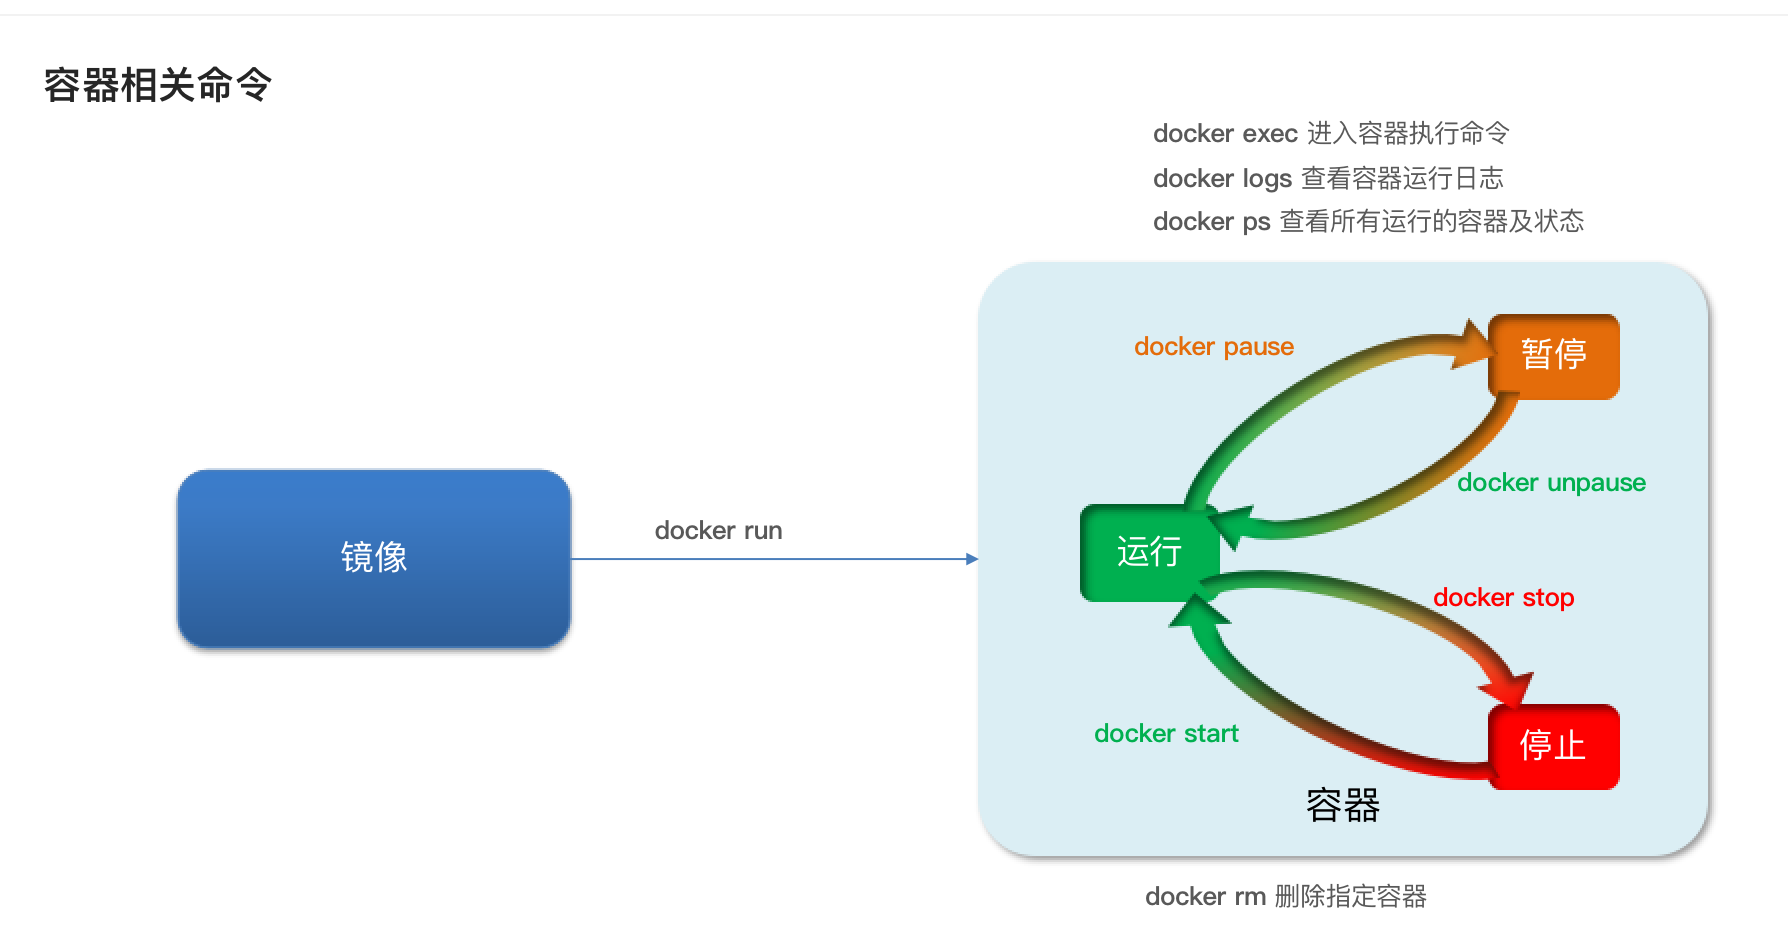 容器相关命令
docker exec 进入容器执行命令
docker logs 查看容器运行日志
docker ps 查看所有运行的容器及状态
docker pause
暂停
docker unpause
镜像
docker run
运行
docker stop
docker start
停止
容器
docker rm 删除指定容器